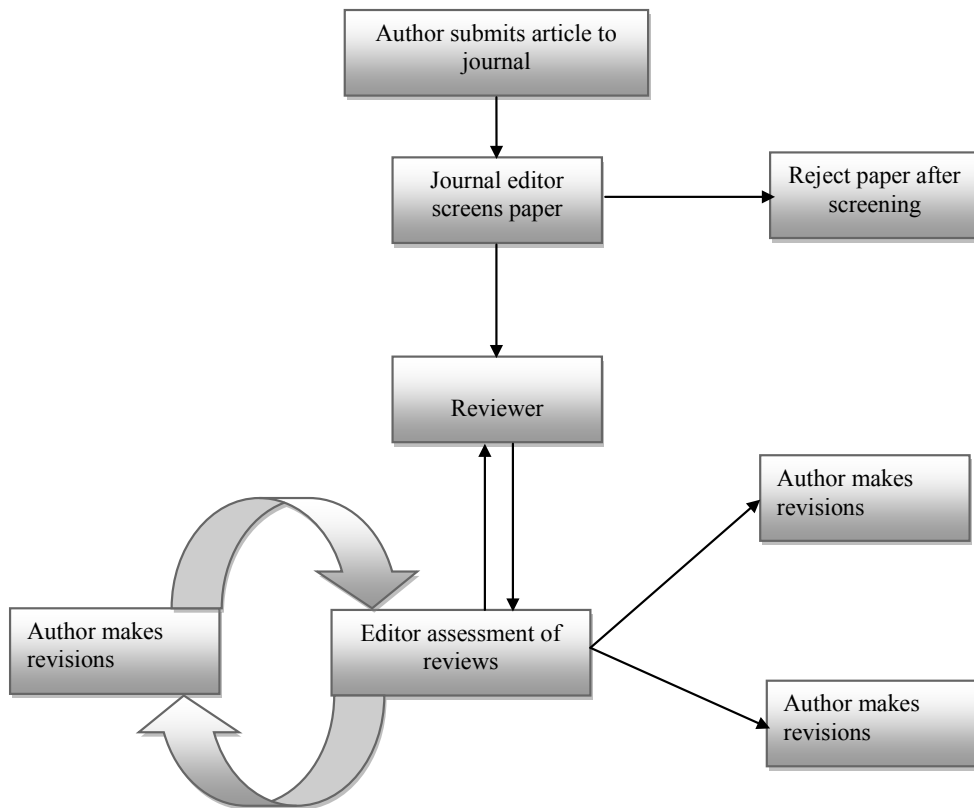 Author submits article to
journal
Journal editor
screens paper
Reject paper after
screening
Reviewer
Author makes
revisions
Author makes
revisions
Editor assessment of
reviews
Author makes
revisions